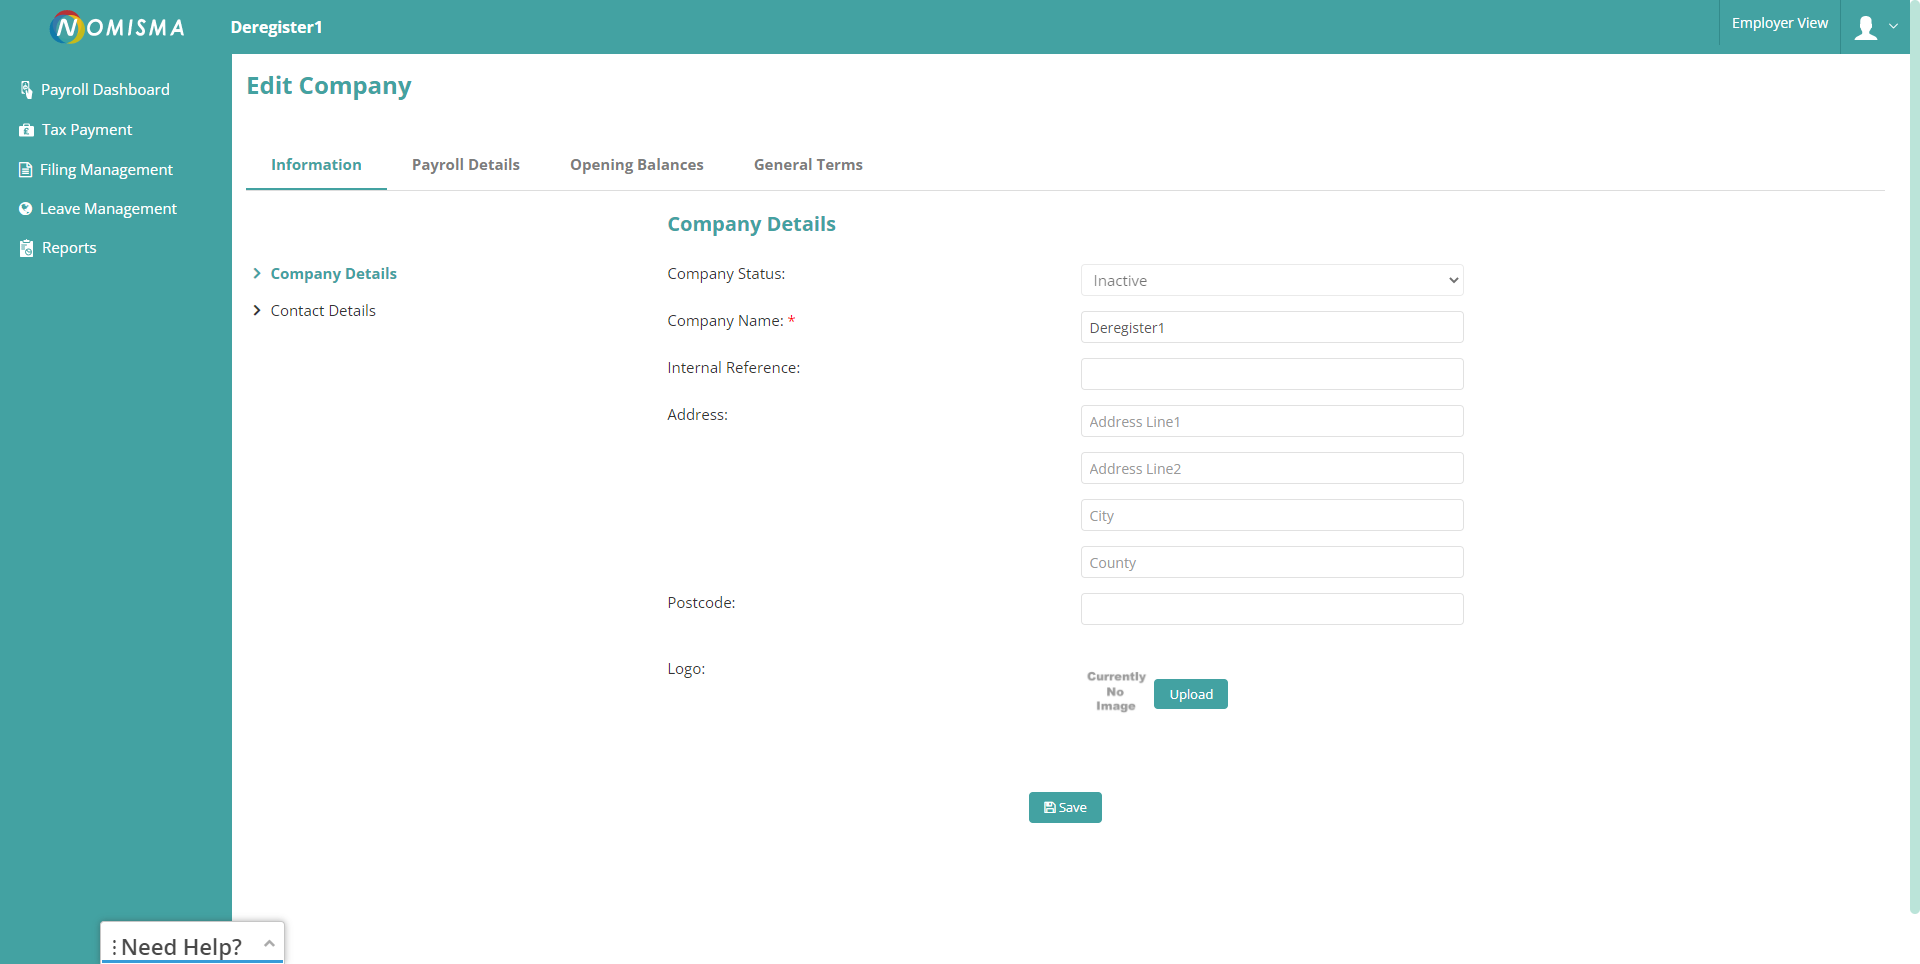 NOMISMA
Deregister1
Employer View
Payroll Dashboard
Tax Payment
Filing Management
Leave Management
Reports
Edit Company
Information
Payroll Details
Opening Balances
General Terms
Company Details
Contact Details
Company Details
Company Status:
Inactive
Company Name: *
Deregister1
Internal Reference:
Address:
Address Line1
Address Line2
City
County
Postcode:
Logo:
Currently
No
Image
Upload
Save
Need Help?